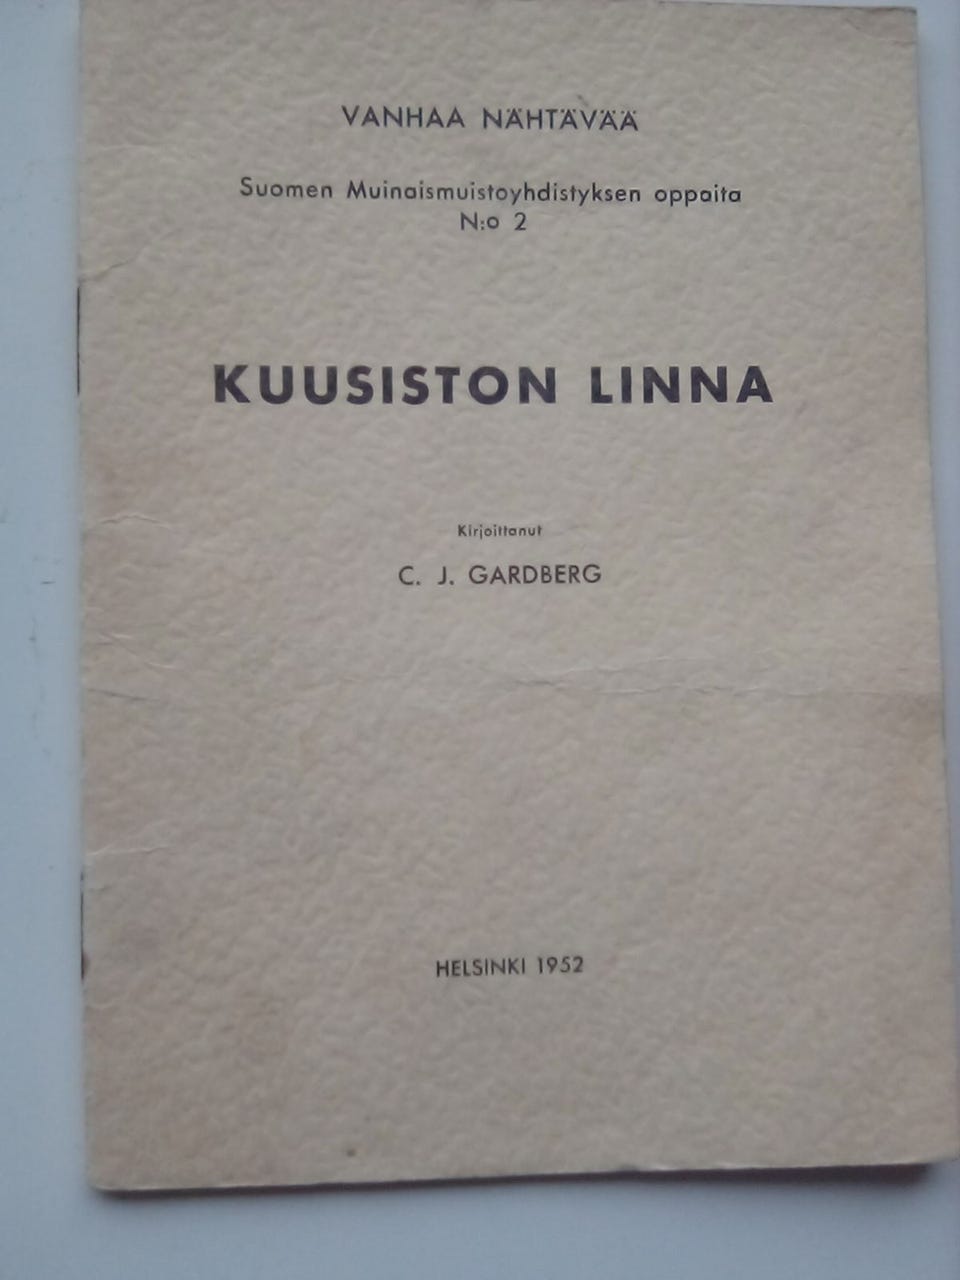 VANHAA NÄHTÄVÄÄ
Suomen Muinaismuistoyhdistyksen oppaita
N:o 2
KUUSISTON LINNA
Kirjoittanut
C. J. GARDBERG
HELSINKI 1952